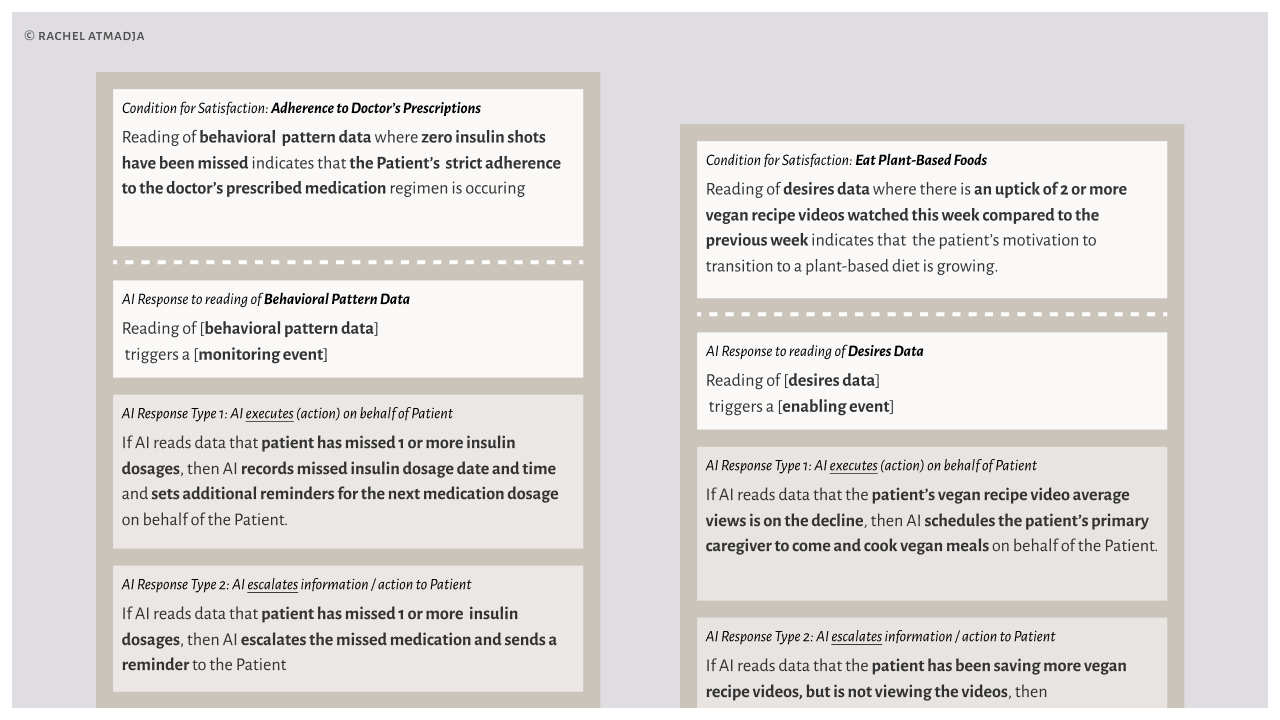 © RACHEL ATMADJA
Condition for Satisfaction: Adherence to Doctor's Prescriptions
Reading of behavioral pattern data where zero insulin shots
have been missed indicates that the Patient's strict adherence
to the doctor's prescribed medication regimen is occuring
AI Response to reading of Behavioral Pattern Data
Reading of [behavioral pattern data]
triggers a [monitoring event]
AI Response Type 1: AI executes (action) on behalf of Patient
If AI reads data that patient has missed 1 or more insulin
dosages, then AI records missed insulin dosage date and time
and sets additional reminders for the next medication dosage
on behalf of the Patient.
AI Response Type 2: AI escalates information / action to Patient
If AI reads data that patient has missed 1 or more insulin
dosages, then AI escalates the missed medication and sends a
reminder to the Patient
Condition for Satisfaction: Eat Plant-Based Foods
Reading of desires data where there is an uptick of 2 or more
vegan recipe videos watched this week compared to the
previous week indicates that the patient's motivation to
transition to a plant-based diet is growing.
AI Response to reading of Desires Data
Reading of [desires data]
triggers a [enabling event]
AI Response Type 1: AI executes (action) on behalf of Patient
If AI reads data that the patient's vegan recipe video average
views is on the decline, then AI schedules the patient's primary
caregiver to come and cook vegan meals on behalf of the Patient.
AI Response Type 2: AI escalates information / action to Patient
If AI reads data that the patient has been saving more vegan
recipe videos, but is not viewing the videos, then